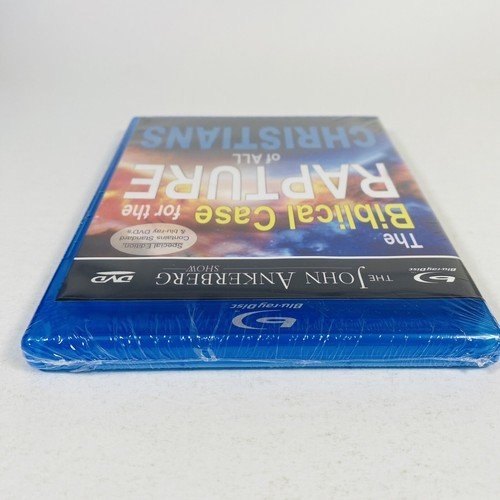 Blu-ray Disc
Blu-ray Disc
THE JOHN ANKERBERG
SHOW
DVD
Special Edition:
Contains Standard
& blu-ray DVD's
The
Biblical Case for the
RAPTURE
of ALL
CHRISTIANS